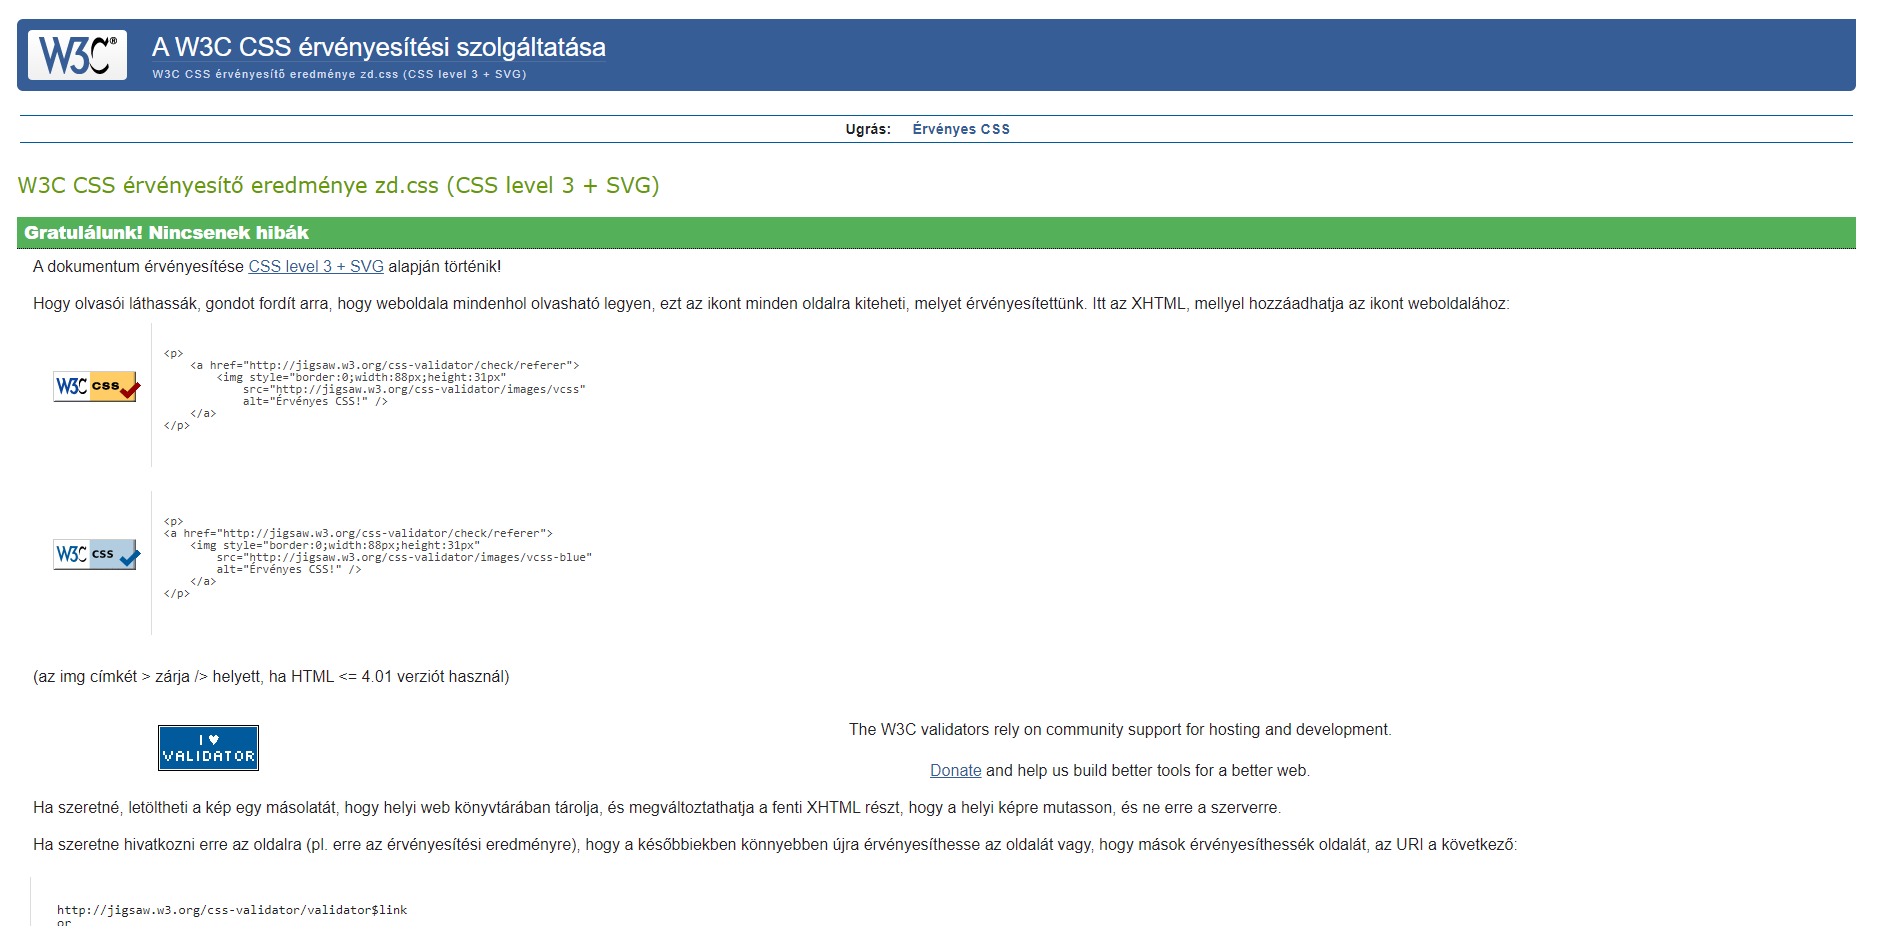 W3C®
A W3C CSS érvényesítési szolgáltatása
W3C CSS érvényesítő eredménye zd.css (CSS level 3 + SVG)
Ugrás: Érvényes CSS
W3C CSS érvényesítő eredménye zd.css (CSS level 3 + SVG)
Gratulálunk! Nincsenek hibák
A dokumentum érvényesítése CSS level 3 + SVG alapján történik!
Hogy olvasói láthassák, gondot fordít arra, hogy weboldala mindenhol olvasható legyen, ezt az ikont minden oldalra kiteheti, melyet érvényesítettünk. Itt az XHTML, mellyel hozzáadhatja az ikont weboldalához:
W3C css
<p>
<a href="http://jigsaw.w3.org/css-validator/check/referer">
<img style="border:0;width:88px;height:31px"
src="http://jigsaw.w3.org/css-validator/images/vcss"
alt="Érvényes CSS!" />
</a>
</p>
W3C css
<p>
<a href="http://jigsaw.w3.org/css-validator/check/referer">
<img style="border:0;width:88px;height:31px"
src="http://jigsaw.w3.org/css-validator/images/vcss-blue"
alt="Érvényes CSS!" />
</a>
</p>
(az img címkét > zárja /> helyett, ha HTML <= 4.01 verziót használ)
I ♥
VALIDATOR
The W3C validators rely on community support for hosting and development.
Donate and help us build better tools for a better web.
Ha szeretné, letöltheti a kép egy másolatát, hogy helyi web könyvtárában tárolja, és megváltoztathatja a fenti XHTML részt, hogy a helyi képre mutasson, és ne erre a szerverre.
Ha szeretne hivatkozni erre az oldalra (pl. erre az érvényesítési eredményre), hogy a későbbiekben könnyebben újra érvényesíthesse az oldalát vagy, hogy mások érvényesíthessék oldalát, az URI a következő:
http://jigsaw.w3.org/css-validator/validator$link
or